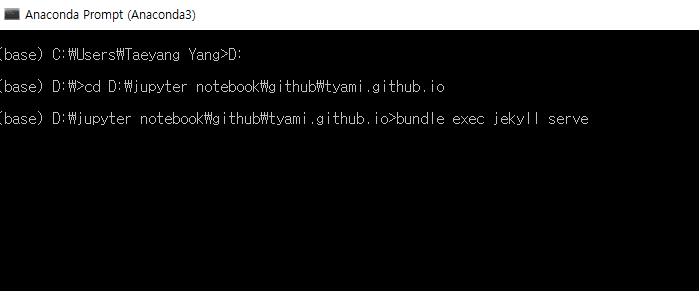 Anaconda Prompt (Anaconda3)
(base) C:₩Users₩Taeyang Yang>D:
(base) D:₩>cd D:₩jupyter notebook₩github₩tyami.github.io
(base) D:₩jupyter notebook₩github₩tyami.github.io>bundle exec jekyll serve